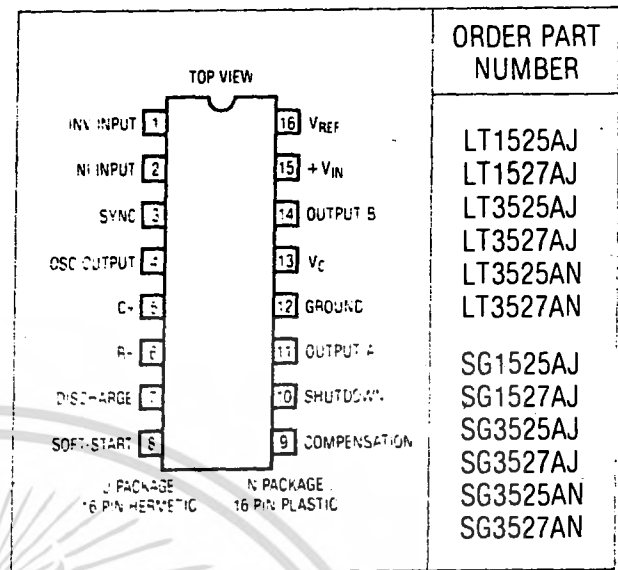 TOP VIEW
INV INPUT 1
NI INPUT 2
SYNC 3
OSC OUTPUT 4
CT 5
RT 6
DISCHARGE 7
SOFT-START 8
16 VREF
15 +VIN
14 OUTPUT B
13 VC
12 GROUND
11 OUTPUT A
10 SHUTDOWN
9 COMPENSATION
J PACKAGE
16 PIN HERMETIC
N PACKAGE
16 PIN PLASTIC
ORDER PART
NUMBER
LT1525AJ
LT1527AJ
LT3525AJ
LT3527AJ
LT3525AN
LT3527AN
SG1525AJ
SG1527AJ
SG3525AJ
SG3527AJ
SG3525AN
SG3527AN